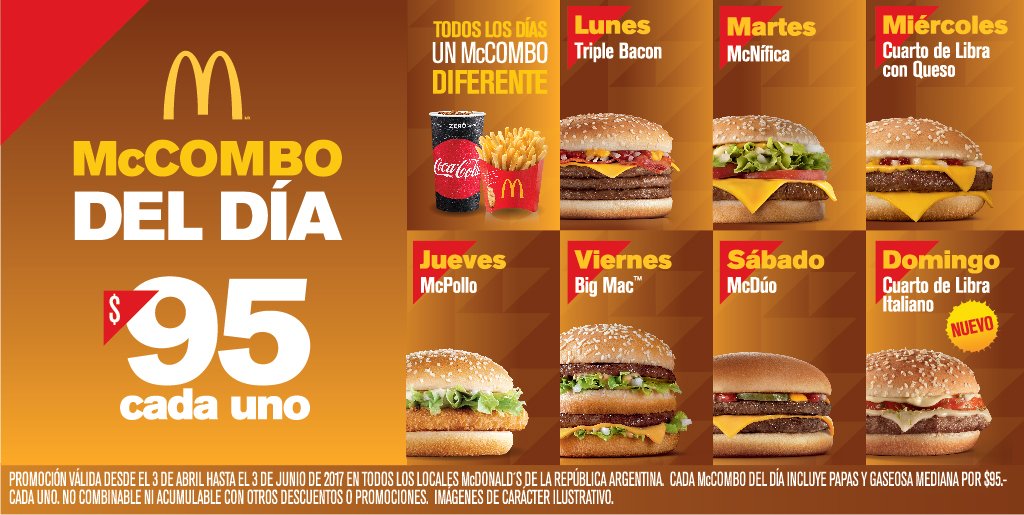 McCOMBO
DEL DÍA
$95
cada uno
TODOS LOS DÍAS
UN McCOMBO
DIFERENTE
ZERO
Coca-Cola
Lunes
Triple Bacon
Martes
McNífica
Miércoles
Cuarto de Libra
con Queso
Jueves
McPollo
Viernes
Big Mac™
Sábado
McDúo
Domingo
Cuarto de Libra
Italiano
NUEVO
PROMOCIÓN VÁLIDA DESDE EL 3 DE ABRIL HASTA EL 3 DE JUNIO DE 2017 EN TODOS LOS LOCALES McDONALD'S DE LA REPÚBLICA ARGENTINA. CADA McCOMBO DEL DÍA INCLUYE PAPAS Y GASEOSA MEDIANA POR $95.-
CADA UNO. NO COMBINABLE NI ACUMULABLE CON OTROS DESCUENTOS O PROMOCIONES. IMÁGENES DE CARÁCTER ILUSTRATIVO.